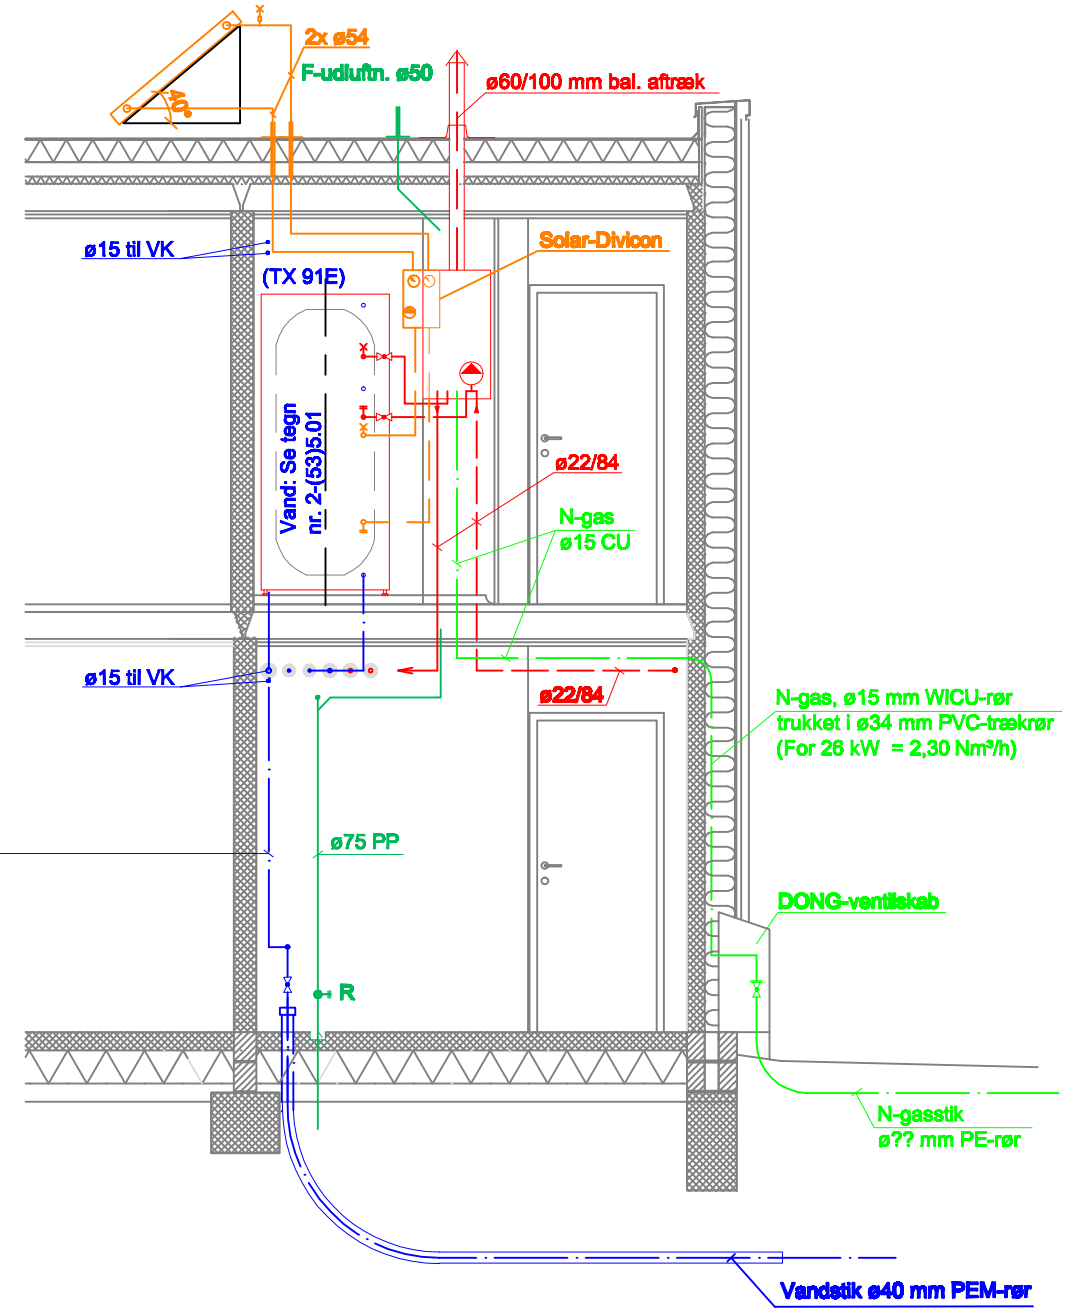 2x ø54
F-udluftn. ø50
ø60/100 mm bal. aftræk
40°
ø15 til VK
(TX 91E)
Solar-Divicon
Vand: Se tegn
nr. 2-(53)5.01
ø22/84
N-gas
ø15 CU
ø15 til VK
ø22/84
N-gas, ø15 mm WICU-rør
trukket i ø34 mm PVC-trækrør
(For 26 kW = 2,30 Nm³/h)
ø75 PP
DONG-ventilskab
R
N-gasstik
ø?? mm PE-rør
Vandstik ø40 mm PEM-rør